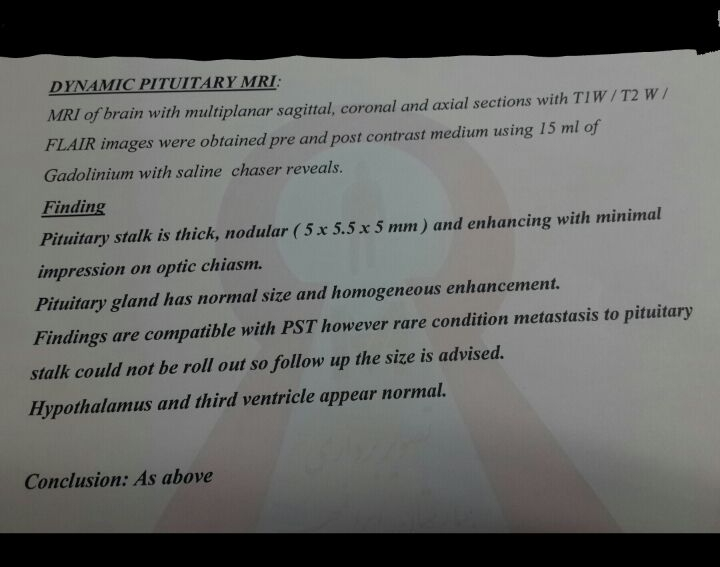 DYNAMIC PITUITARY MRI:
MRI of brain with multiplanar sagittal, coronal and axial sections with T1W / T2 W /
FLAIR images were obtained pre and post contrast medium using 15 ml of
Gadolinium with saline chaser reveals.
Finding
Pituitary stalk is thick, nodular ( 5 x 5.5 x 5 mm ) and enhancing with minimal
impression on optic chiasm.
Pituitary gland has normal size and homogeneous enhancement.
Findings are compatible with PST however rare condition metastasis to pituitary
stalk could not be roll out so follow up the size is advised.
Hypothalamus and third ventricle appear normal.
Conclusion: As above